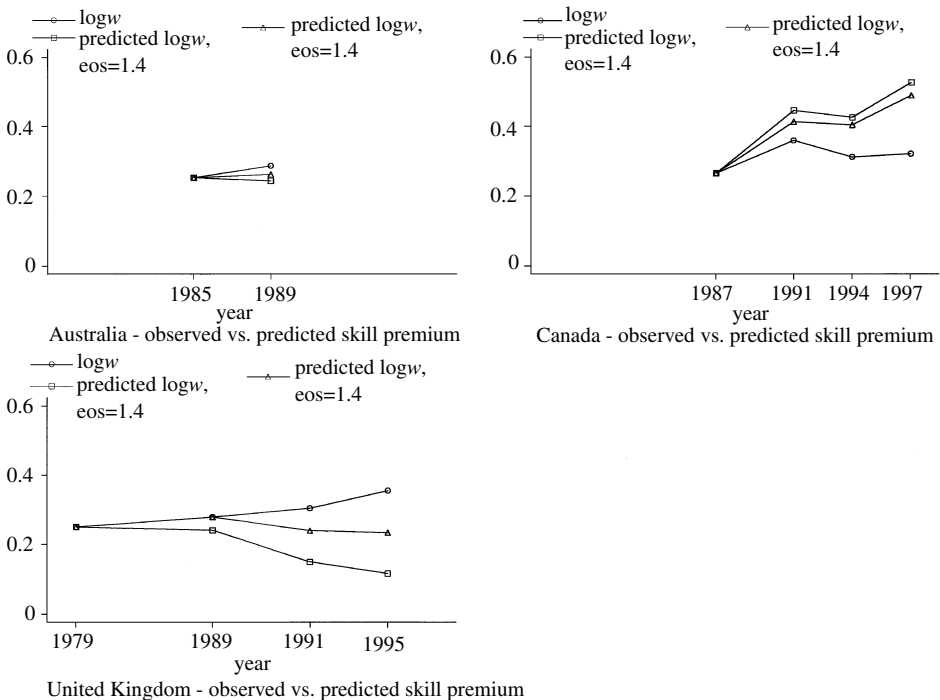 logw
predicted logw,
eos=1.4
predicted logw,
eos=1.4
0.6
0.4
0.2
0
1985 1989
year
Australia - observed vs. predicted skill premium
logw
predicted logw,
eos=1.4
predicted logw,
eos=1.4
0.6
0.4
0.2
0
1987 1991 1994 1997
year
Canada - observed vs. predicted skill premium
logw
predicted logw,
eos=1.4
predicted logw,
eos=1.4
0.6
0.4
0.2
0
1979 1989 1991 1995
year
United Kingdom - observed vs. predicted skill premium